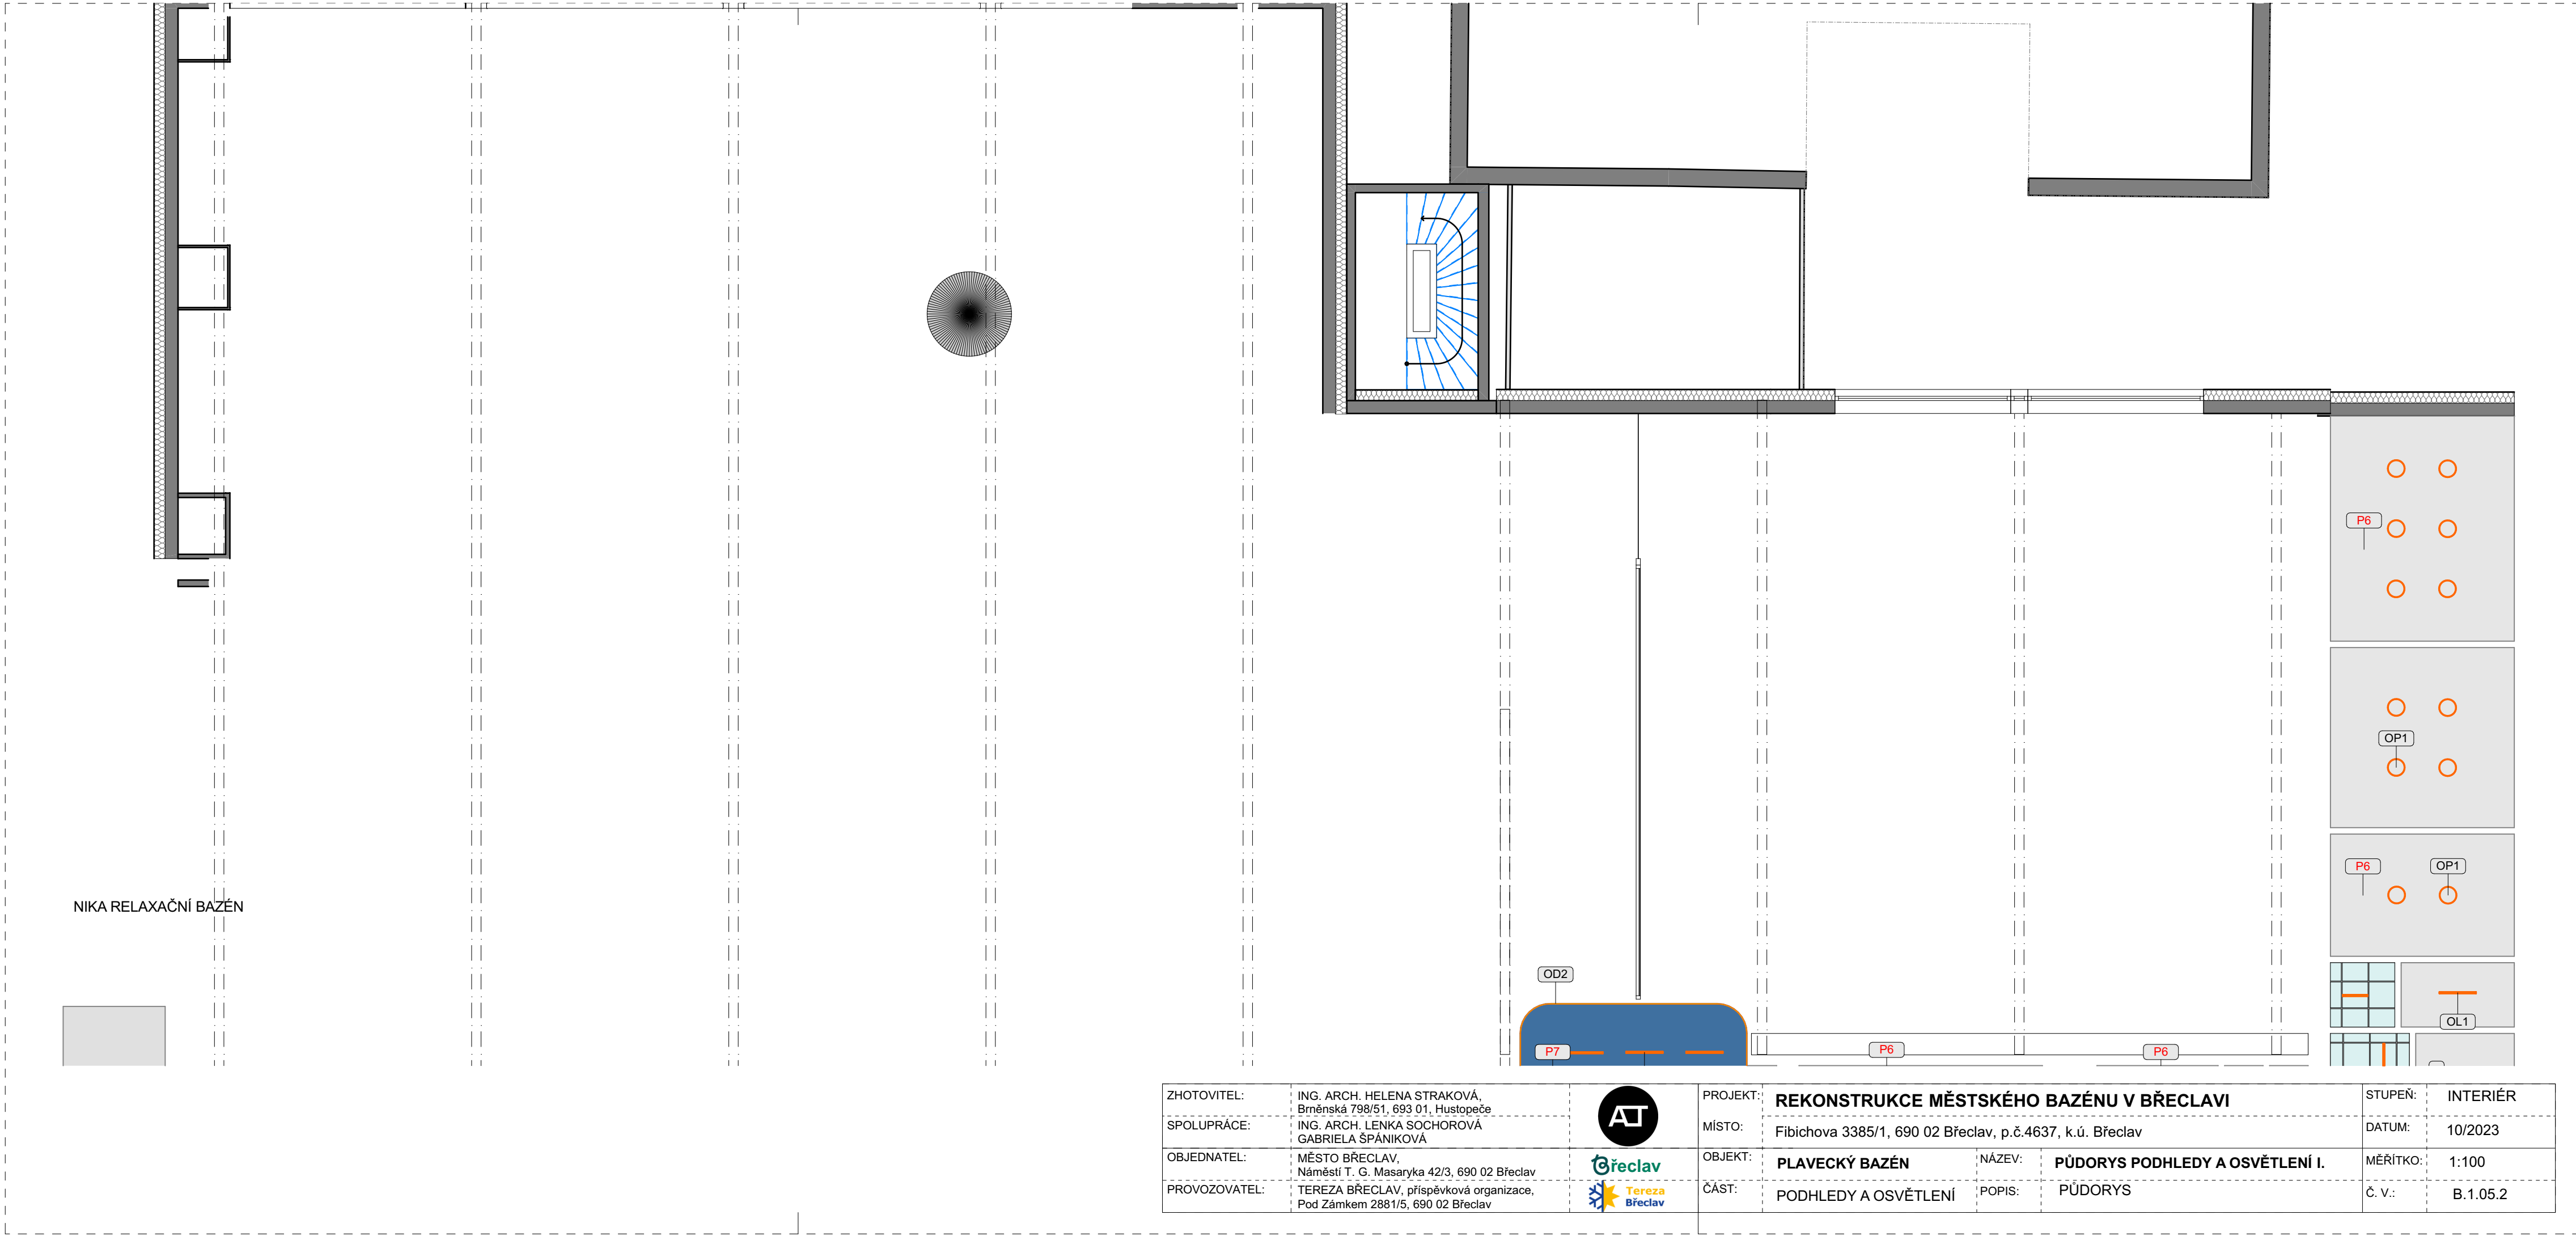 P6
OP1
P6
OP1
NIKA RELAXAČNÍ BAZÉN
OD2
OL1
P7
P6
P6
ZHOTOVITEL:
ING. ARCH. HELENA STRAKOVÁ,
Brněnská 798/51, 693 01, Hustopeče
SPOLUPRÁCE:
ING. ARCH. LENKA SOCHOROVÁ
GABRIELA ŠPÁNIKOVÁ
OBJEDNATEL:
MĚSTO BŘECLAV,
Náměstí T. G. Masaryka 42/3, 690 02 Břeclav
PROVOZOVATEL:
TEREZA BŘECLAV, příspěvková organizace,
Pod Zámkem 2881/5, 690 02 Břeclav
AT
Břeclav
Tereza
Břeclav
PROJEKT:
REKONSTRUKCE MĚSTSKÉHO BAZÉNU V BŘECLAVI
MÍSTO:
Fibichova 3385/1, 690 02 Břeclav, p.č.4637, k.ú. Břeclav
OBJEKT:
PLAVECKÝ BAZÉN
NÁZEV:
PŮDORYS PODHLEDY A OSVĚTLENÍ I.
ČÁST:
PODHLEDY A OSVĚTLENÍ
POPIS:
PŮDORYS
STUPEŇ:
INTERIÉR
DATUM:
10/2023
MĚŘÍTKO:
1:100
Č. V.:
B.1.05.2